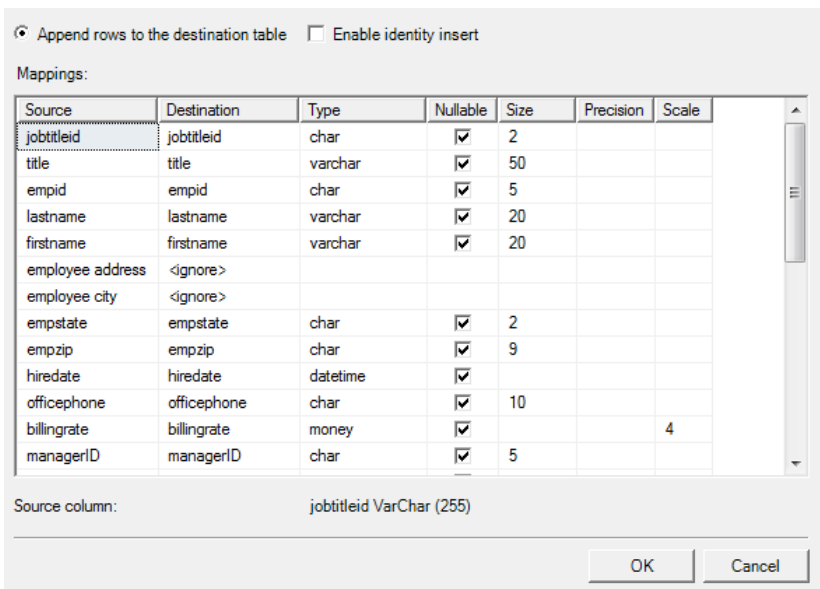 Append rows to the destination table Enable identity insert
Mappings:
Source Destination Type Nullable Size Precision Scale
jobtitleid jobtitleid char 2
title title varchar 50
empid empid char 5
lastname lastname varchar 20
firstname firstname varchar 20
employee address <ignore>
employee city <ignore>
empstate empstate char 2
empzip empzip char 9
hiredate hiredate datetime
officephone officephone char 10
billingrate billingrate money 4
managerID managerID char 5
Source column: jobtitleid VarChar (255)
OK Cancel